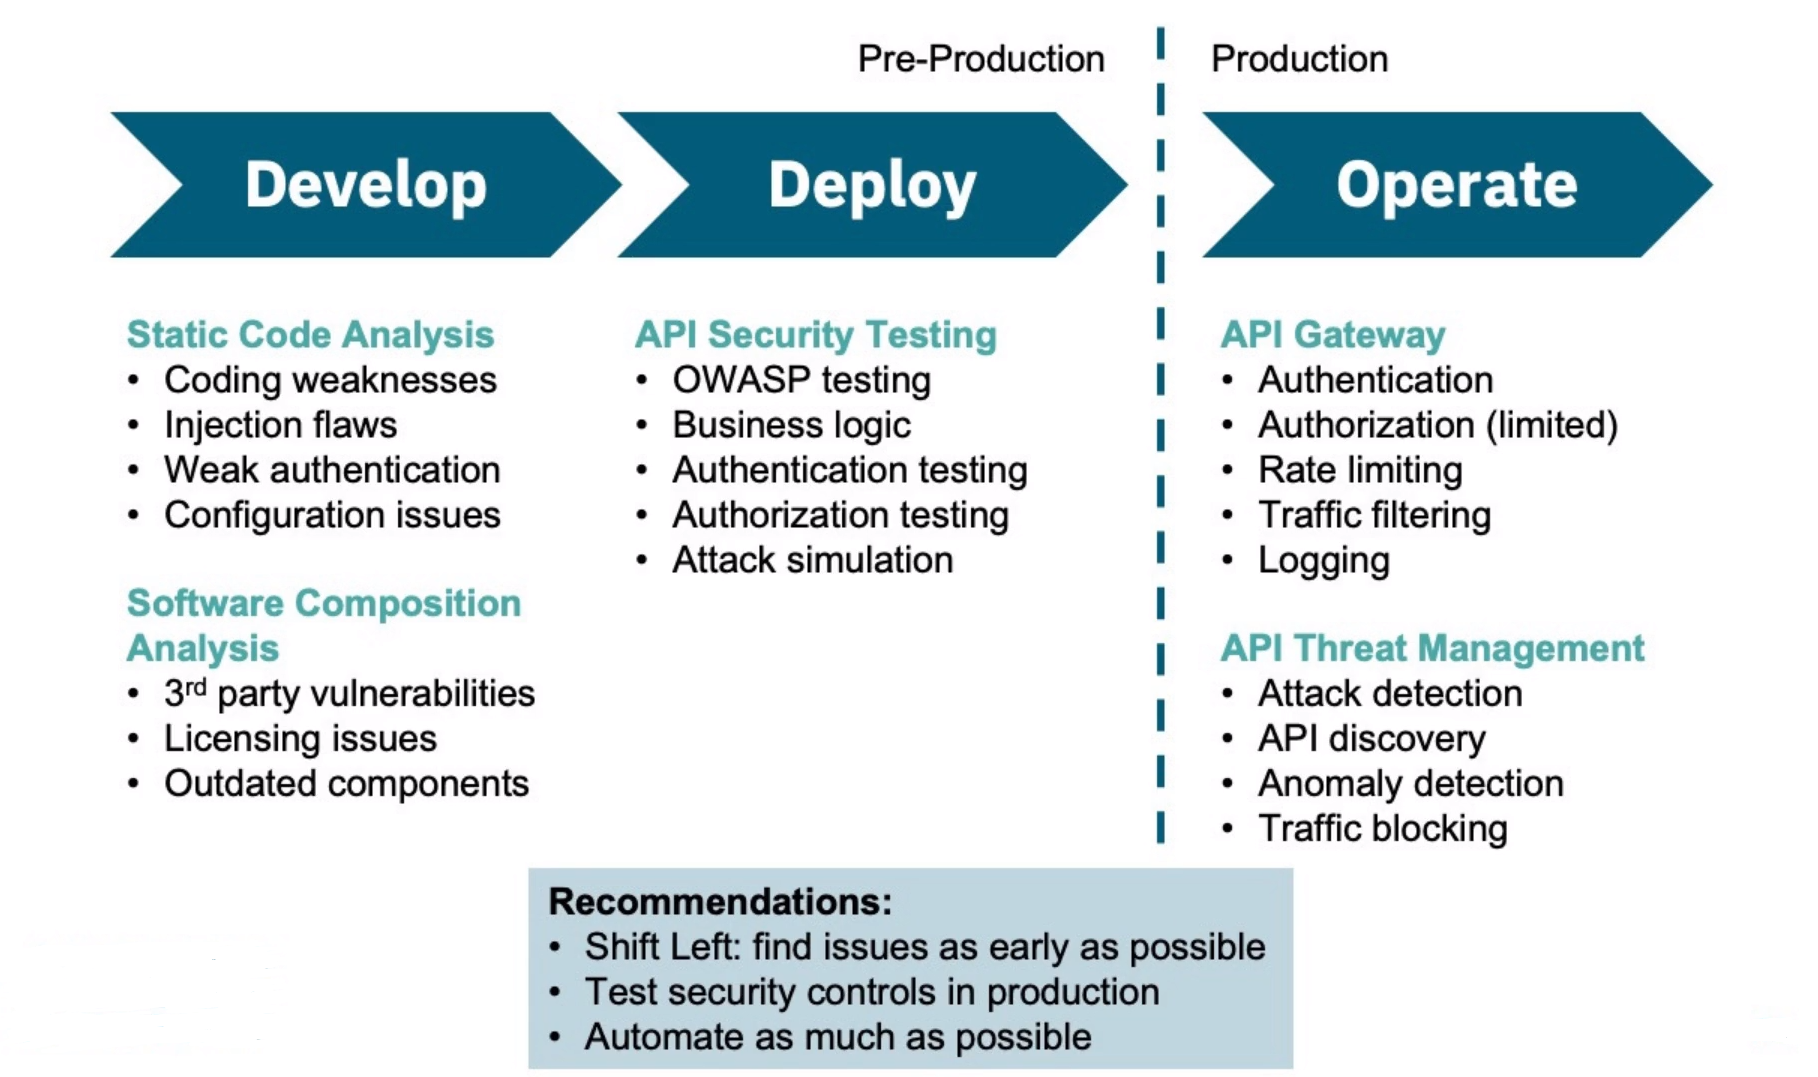 Pre-Production
Production
Develop
Deploy
Operate
Static Code Analysis
• Coding weaknesses
• Injection flaws
• Weak authentication
• Configuration issues
Software Composition
Analysis
• 3rd party vulnerabilities
• Licensing issues
• Outdated components
API Security Testing
• OWASP testing
• Business logic
• Authentication testing
• Authorization testing
• Attack simulation
API Gateway
• Authentication
• Authorization (limited)
• Rate limiting
• Traffic filtering
• Logging
API Threat Management
• Attack detection
• API discovery
• Anomaly detection
• Traffic blocking
Recommendations:
• Shift Left: find issues as early as possible
• Test security controls in production
• Automate as much as possible